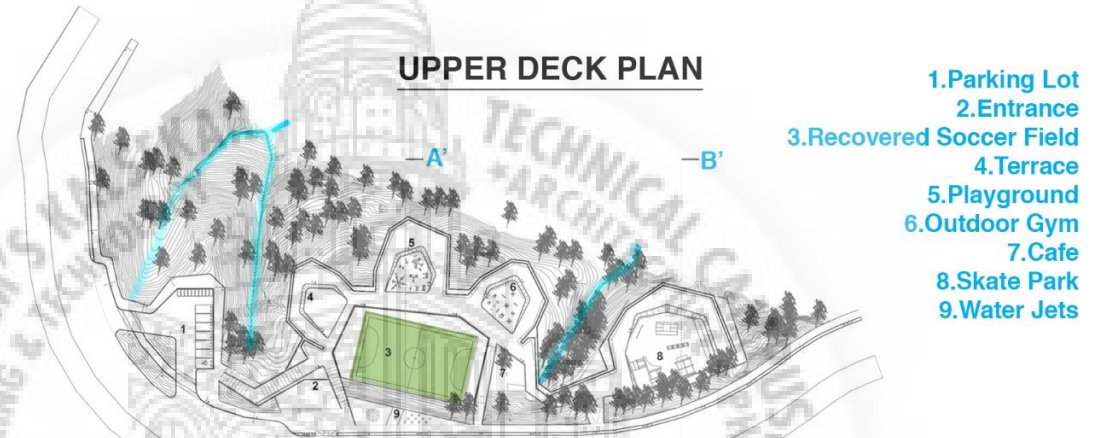 UPPER DECK PLAN
1.Parking Lot
2.Entrance
3.Recovered Soccer Field
4.Terrace
5.Playground
6.Outdoor Gym
7.Cafe
8.Skate Park
9.Water Jets
A'
B'
TECHNICAL
5
6
4
1
3
8
7
2
9